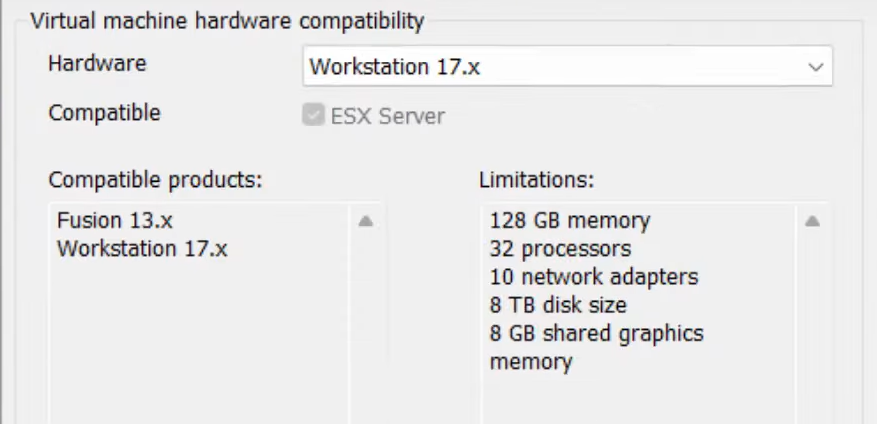 Virtual machine hardware compatibility
Hardware
Workstation 17.x
Compatible
ESX Server
Compatible products:
Fusion 13.x
Workstation 17.x
Limitations:
128 GB memory
32 processors
10 network adapters
8 TB disk size
8 GB shared graphics
memory